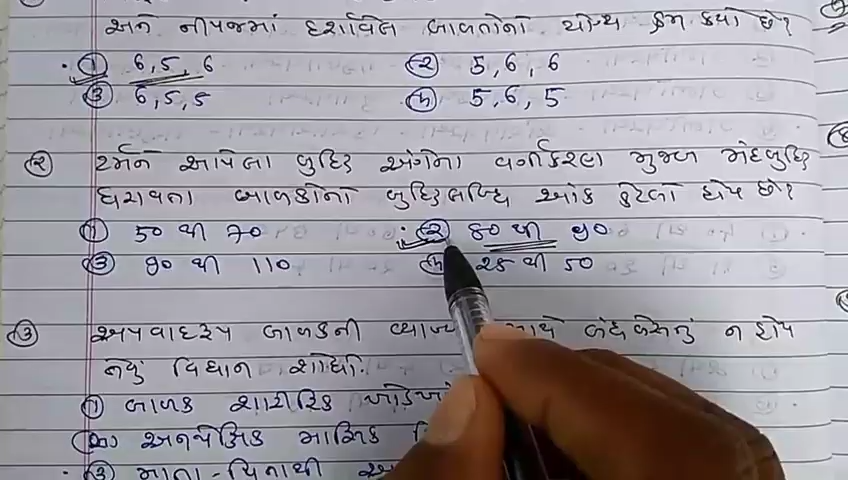 અને નીપજમાં દર્શાવેલ બાબતોનો યોગ્ય ક્રમ કયો છે?
① 6, 5, 6 ② 5, 6, 6
③ 6, 5, 5 ④ 5, 6, 5
② ટર્મને આપેલા બુદ્ધિ અંગેના વર્ગીકરણ મુજબ મંદબુદ્ધિ
ધરાવતા બાળકોનો બુદ્ધિલબ્ધિ આંક કેટલો હોય છે?
① 50 થી 70 ② 80 થી 90
③ 90 થી 110 ④ 25 થી 50
③ અપવાદરૂપ બાળકની સાથે બંધબેસતું ન હોય
તેવું વિધાન શોધો.
① બાળક શારીરિક
② માનસિક
③ માતા-પિતાથી